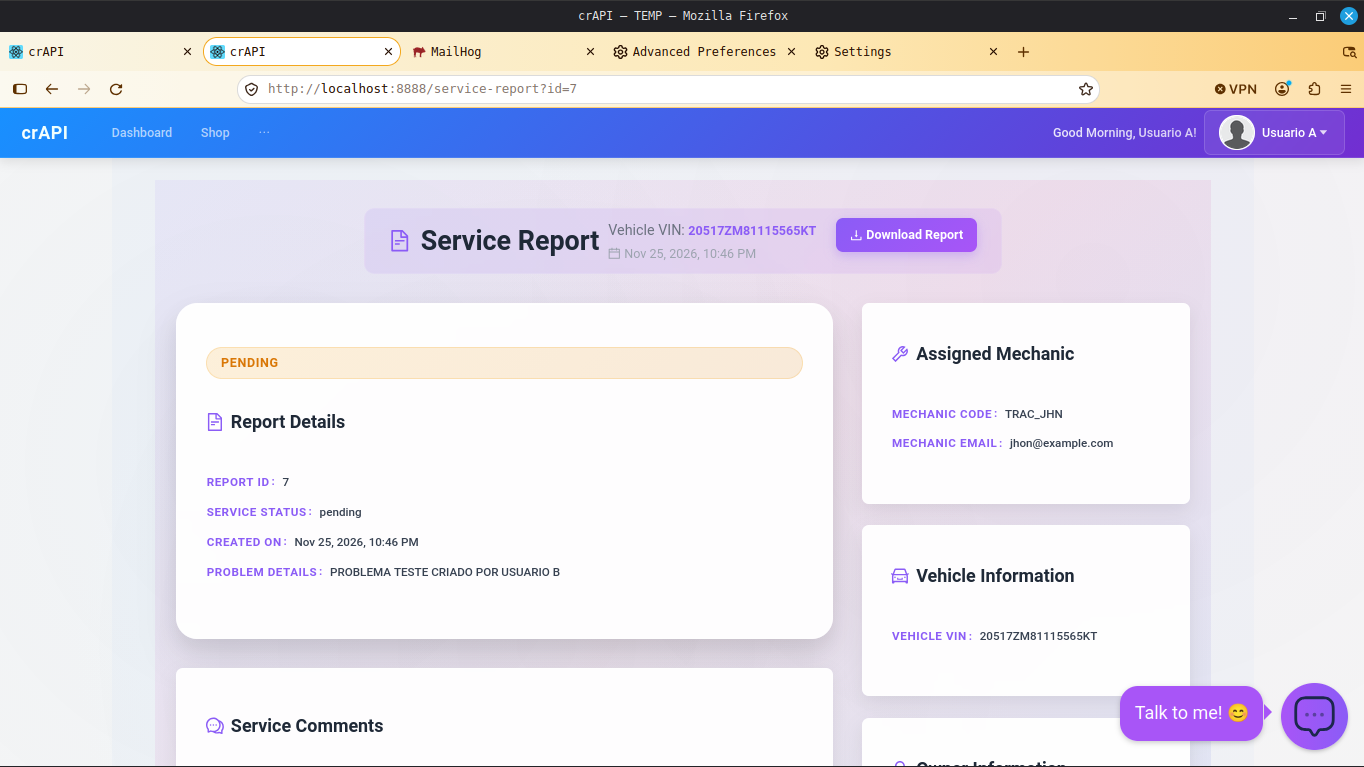 crAPI — TEMP — Mozilla Firefox
crAPI
crAPI
MailHog
Advanced Preferences
Settings
http://localhost:8888/service-report?id=7
VPN
crAPI
Dashboard
Shop
···
Good Morning, Usuario A!
Usuario A
Service Report
Vehicle VIN: 20517ZM81115565KT
Nov 25, 2026, 10:46 PM
Download Report
PENDING
Report Details
REPORT ID: 7
SERVICE STATUS: pending
CREATED ON: Nov 25, 2026, 10:46 PM
PROBLEM DETAILS: PROBLEMA TESTE CRIADO POR USUARIO B
Service Comments
Assigned Mechanic
MECHANIC CODE: TRAC_JHN
MECHANIC EMAIL: jhon@example.com
Vehicle Information
VEHICLE VIN: 20517ZM81115565KT
Owner Information
Talk to me! 😊